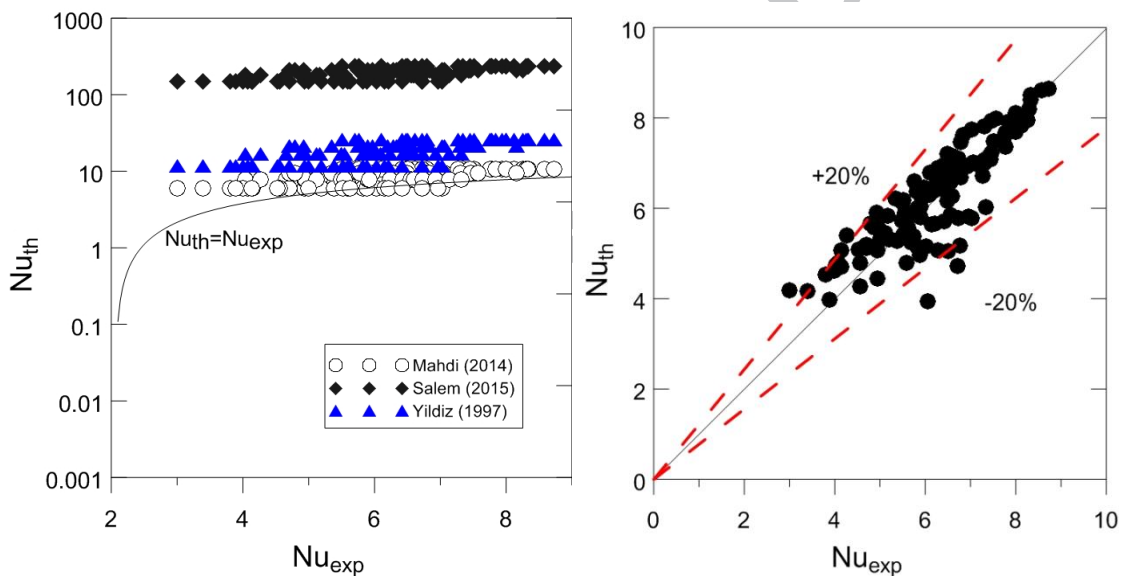 1000
100
10
1
0.1
0.01
0.001
Nuth
Nuth=Nuexp
Mahdi (2014)
Salem (2015)
Yildiz (1997)
2 4 6 8
Nuexp
10
8
6
4
2
0
Nuth
+20%
-20%
0 2 4 6 8 10
Nuexp